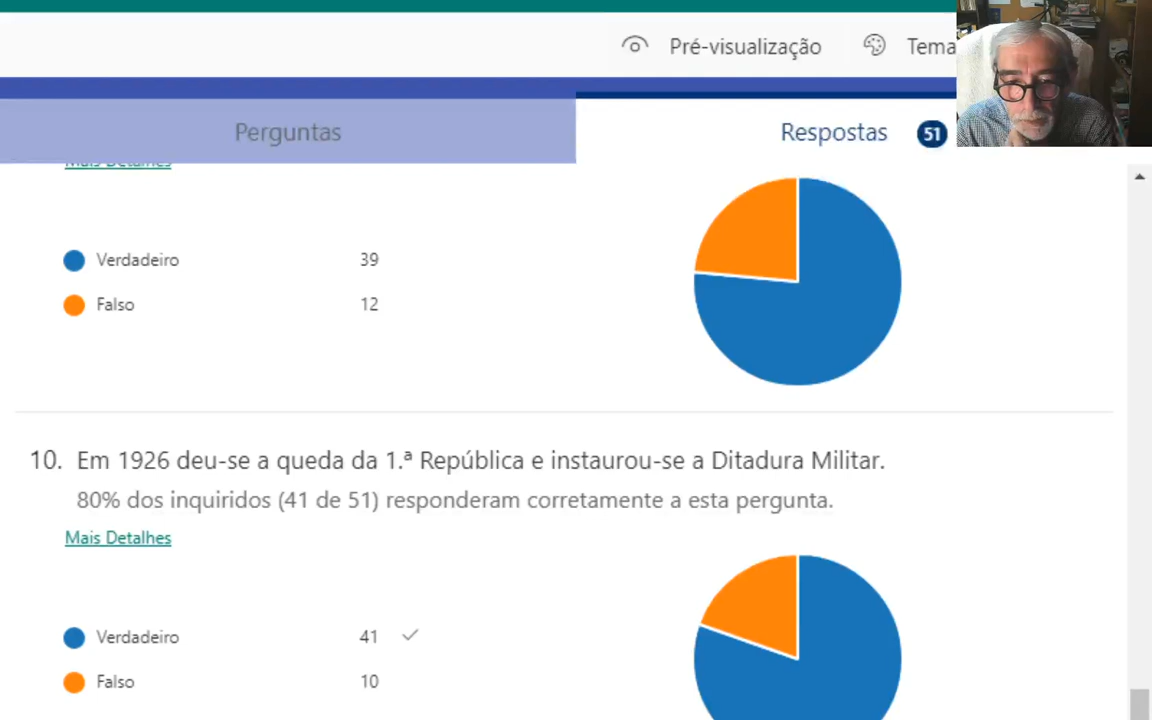 Pré-visualização
Tema
Perguntas
Respostas 51
Mais Detalhes
Verdadeiro 39
Falso 12
10. Em 1926 deu-se a queda da 1.ª República e instaurou-se a Ditadura Militar.
80% dos inquiridos (41 de 51) responderam corretamente a esta pergunta.
Mais Detalhes
Verdadeiro 41
Falso 10